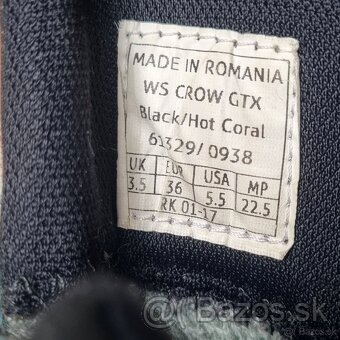 MADE IN ROMANIA
WS CROW GTX
Black/Hot Coral
61329/0938
UK EUR USA MP
3.5 36 5.5 22.5
RK 01-17
Bazos.sk